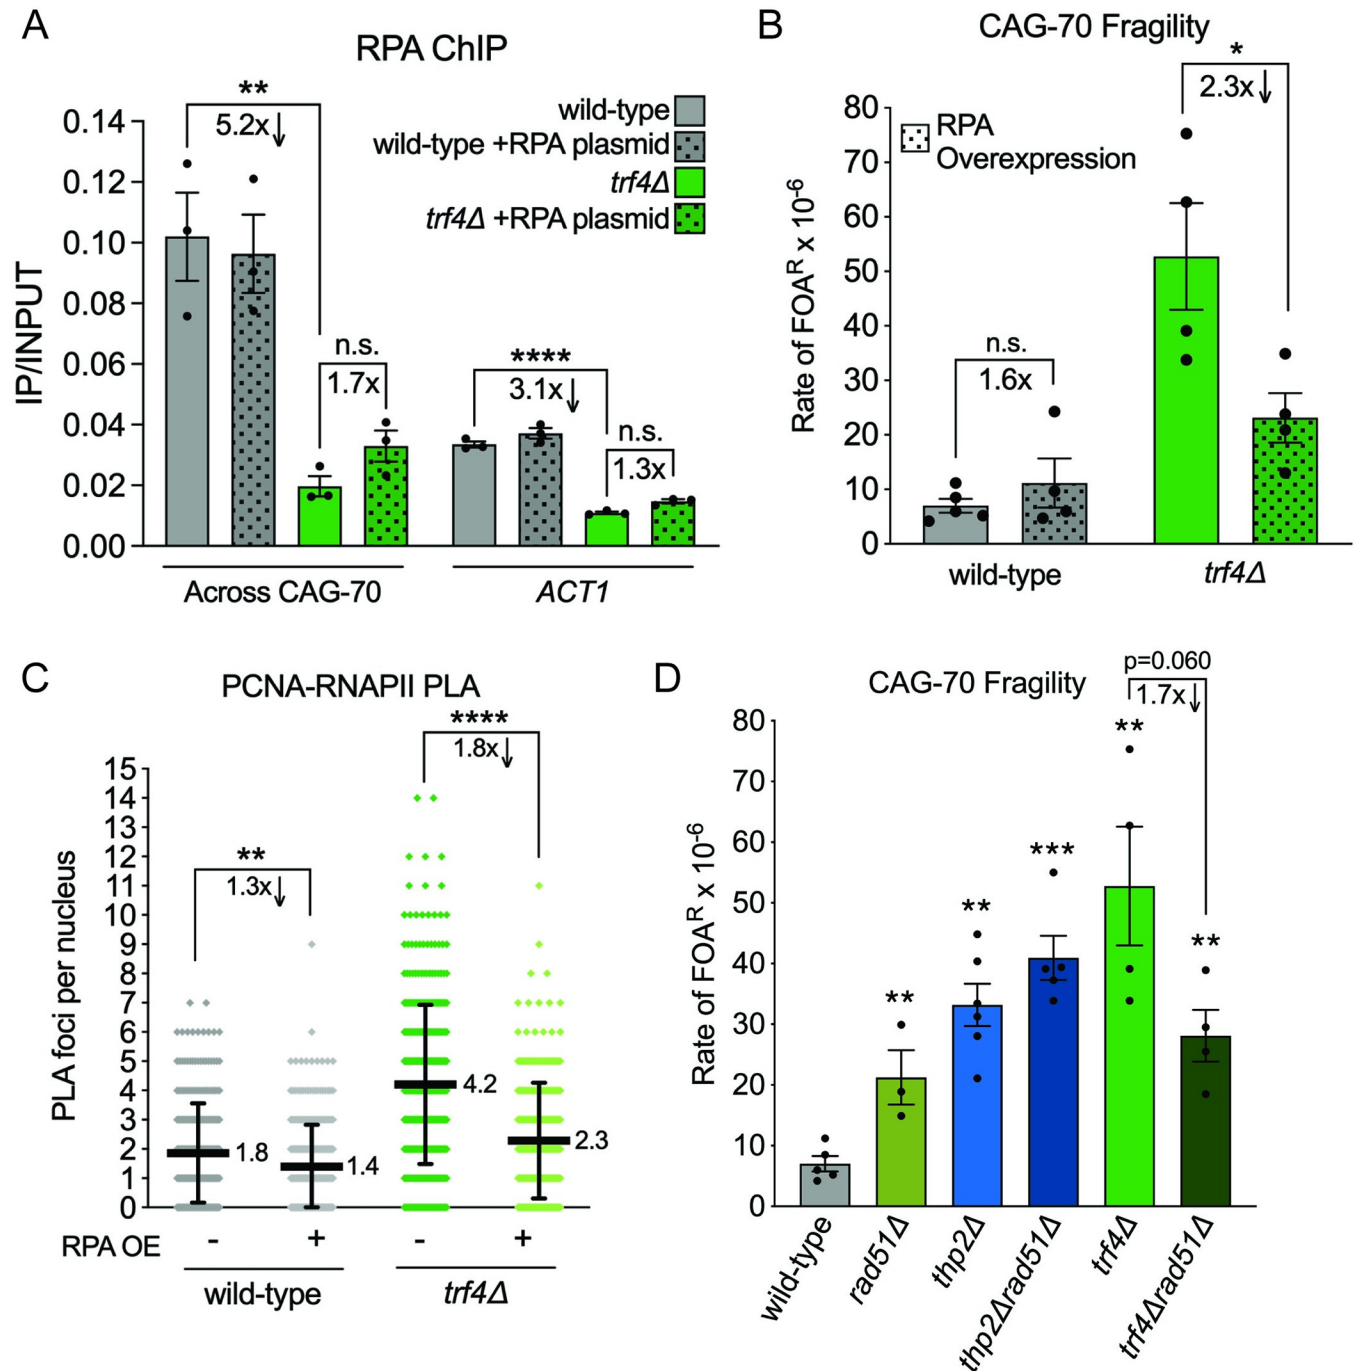 A
RPA ChIP
**
5.2x↓
wild-type
wild-type +RPA plasmid
trf4Δ
trf4Δ +RPA plasmid
IP/INPUT
0.14
0.12
0.10
0.08
0.06
0.04
0.02
0.00
n.s.
1.7x
****
3.1x↓
n.s.
1.3x
Across CAG-70
ACT1
B
CAG-70 Fragility
*
2.3x↓
RPA
Overexpression
Rate of FOAᴿ x 10⁻⁶
80
70
60
50
40
30
20
10
0
n.s.
1.6x
wild-type
trf4Δ
C
PCNA-RNAPII PLA
****
1.8x↓
**
1.3x↓
PLA foci per nucleus
15
14
13
12
11
10
9
8
7
6
5
4
3
2
1
0
1.8
1.4
4.2
2.3
RPA OE
- + - +
wild-type
trf4Δ
D
CAG-70 Fragility
p=0.060
1.7x↓
Rate of FOAᴿ x 10⁻⁶
80
70
60
50
40
30
20
10
0
**
**
***
**
**
wild-type
rad51Δ
thp2Δ
thp2Δrad51Δ
trf4Δ
trf4Δrad51Δ